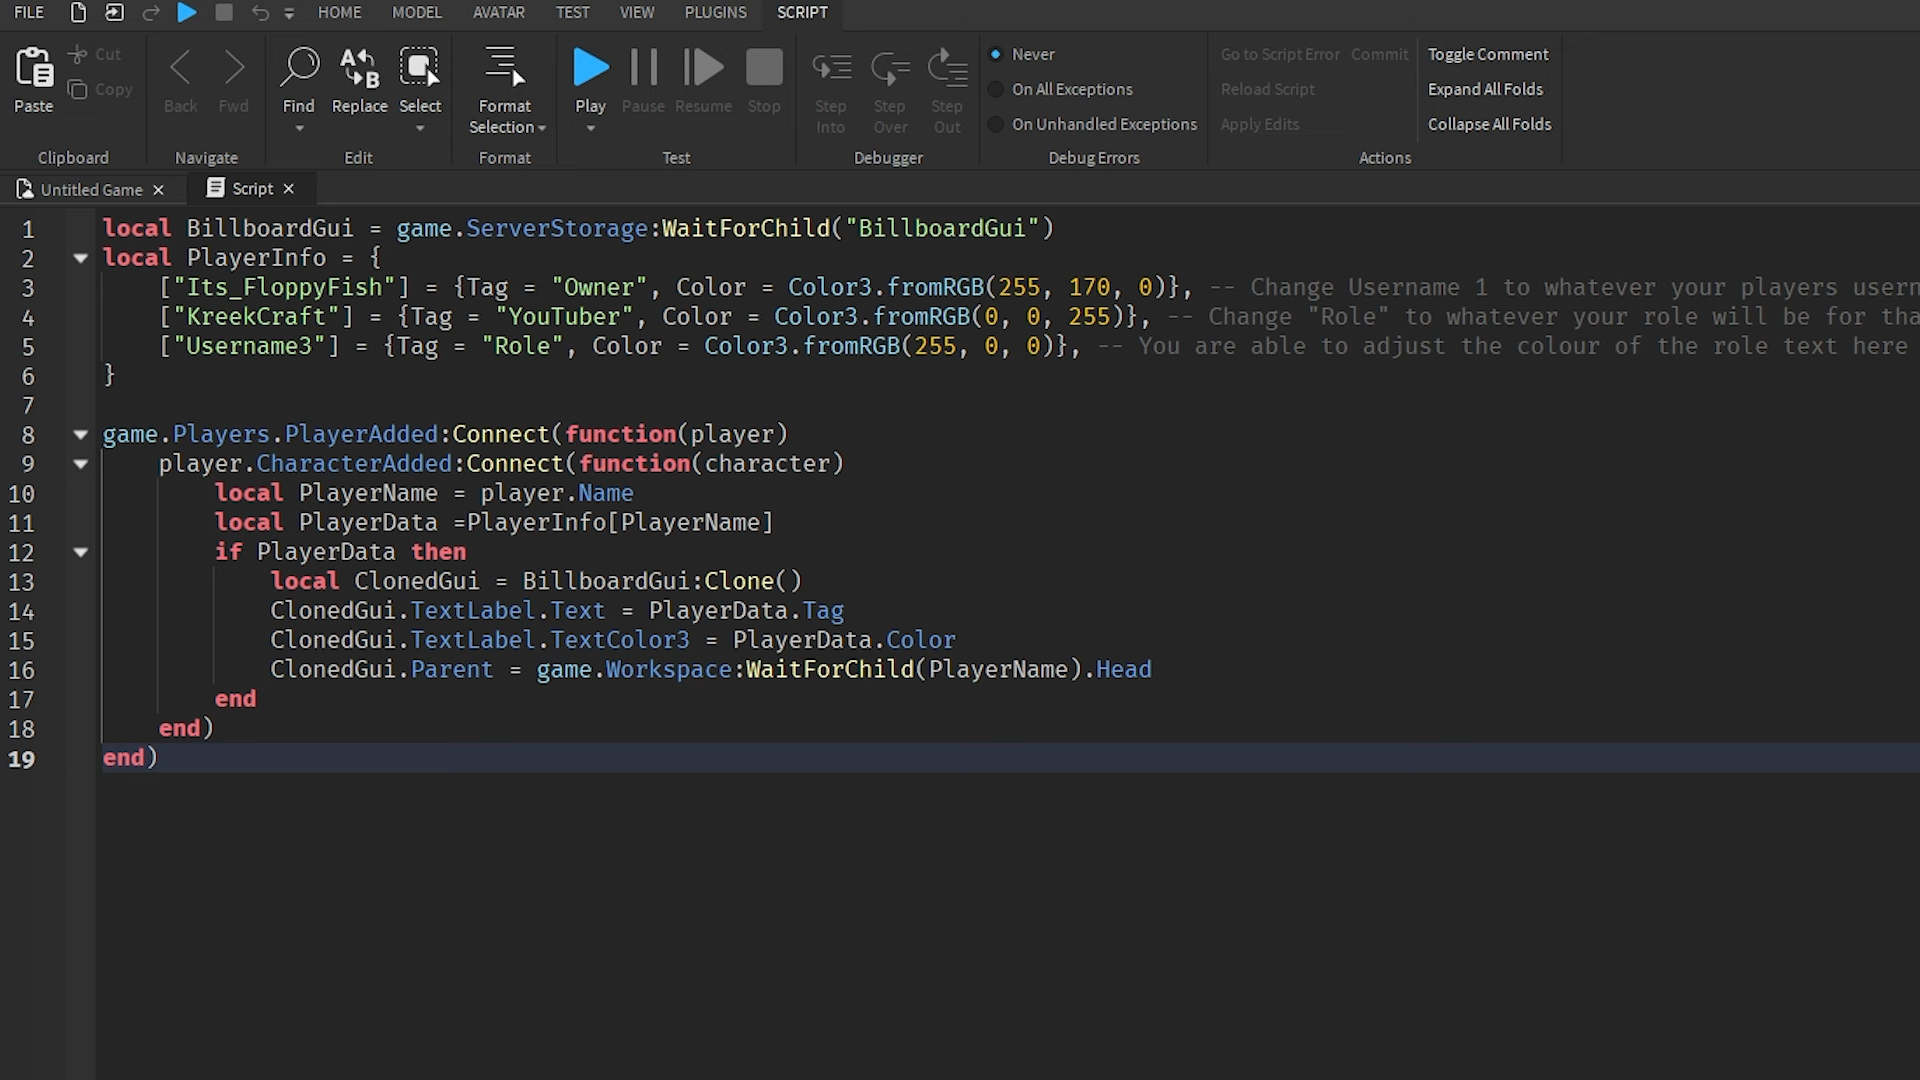 FILE HOME MODEL AVATAR TEST VIEW PLUGINS SCRIPT
Paste Cut Copy Back Fwd Find Replace Select Format Selection Play Pause Resume Stop Step Into Step Over Step Out
Never
On All Exceptions
On Unhandled Exceptions
Go to Script Error Commit
Reload Script
Apply Edits
Toggle Comment
Expand All Folds
Collapse All Folds
Clipboard Navigate Edit Format Test Debugger Debug Errors Actions
Untitled Game Script
1 local BillboardGui = game.ServerStorage:WaitForChild("BillboardGui")
2 local PlayerInfo = {
3 ["Its_FloppyFish"] = {Tag = "Owner", Color = Color3.fromRGB(255, 170, 0)}, -- Change Username 1 to whatever your players usern
4 ["KreekCraft"] = {Tag = "YouTuber", Color = Color3.fromRGB(0, 0, 255)}, -- Change "Role" to whatever your role will be for tha
5 ["Username3"] = {Tag = "Role", Color = Color3.fromRGB(255, 0, 0)}, -- You are able to adjust the colour of the role text here
6 }
7
8 game.Players.PlayerAdded:Connect(function(player)
9 player.CharacterAdded:Connect(function(character)
10 local PlayerName = player.Name
11 local PlayerData =PlayerInfo[PlayerName]
12 if PlayerData then
13 local ClonedGui = BillboardGui:Clone()
14 ClonedGui.TextLabel.Text = PlayerData.Tag
15 ClonedGui.TextLabel.TextColor3 = PlayerData.Color
16 ClonedGui.Parent = game.Workspace:WaitForChild(PlayerName).Head
17 end
18 end)
19 end)